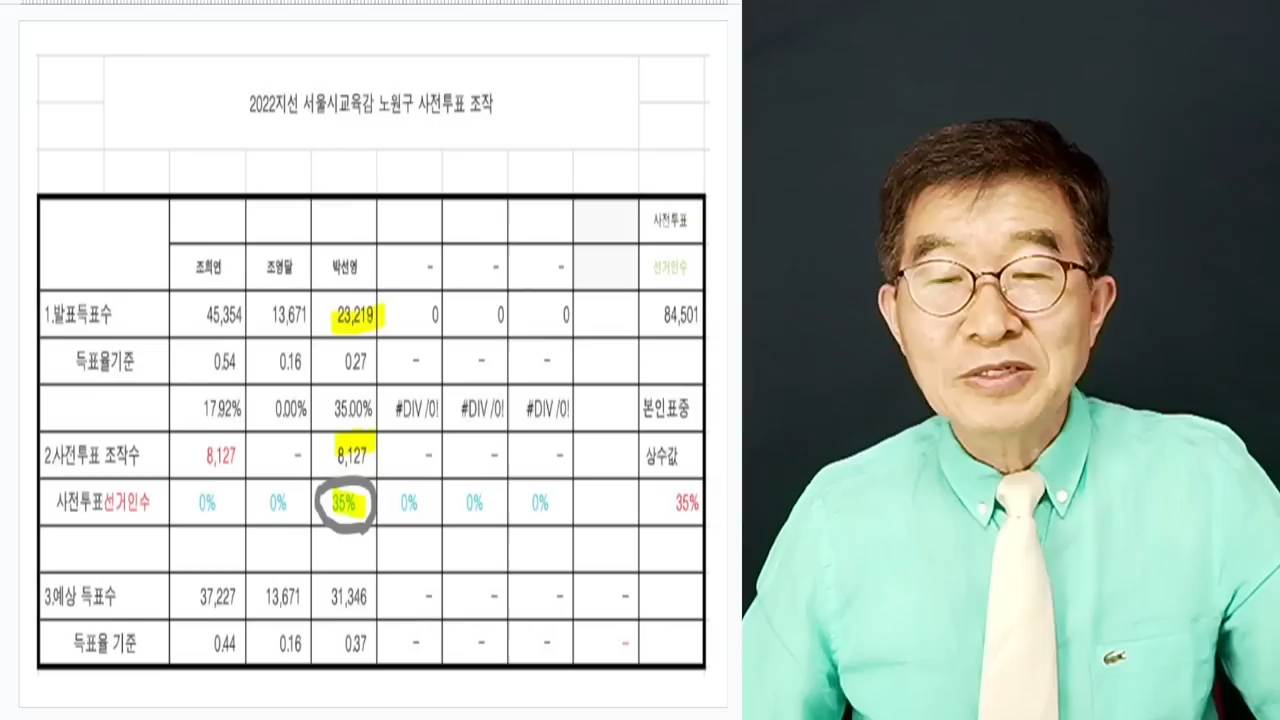 2022지선 서울시교육감 노원구 사전투표 조작
사전투표
조희연 조영달 박선영 - - - 선거인수
1.발표득표수 45,354 13,671 23,219 0 0 0 84,501
득표율기준 0.54 0.16 0.27 - - -
17.92% 0.00% 35.00% #DIV /0! #DIV /0! #DIV /0! 본인표중
2.사전투표 조작수 8,127 - 8,127 - - - 상수값
사전투표선거인수 0% 0% 35% 0% 0% 0% 35%
3.예상 득표수 37,227 13,671 31,346 - - - -
득표율 기준 0.44 0.16 0.37 - - - -